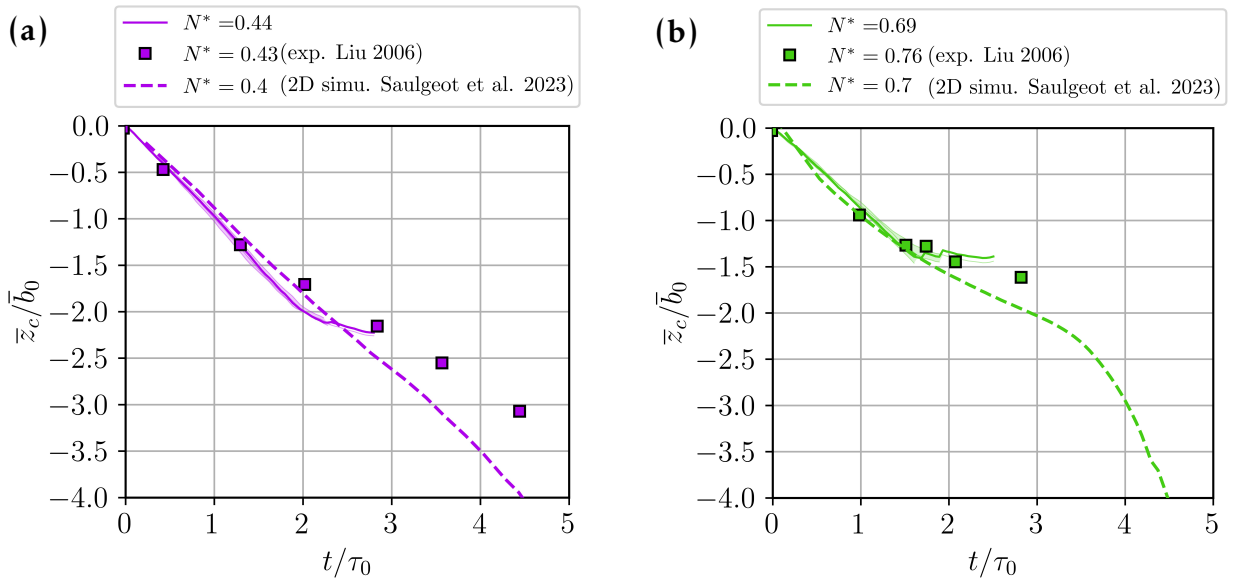 (a)
N* =0.44
N* = 0.43 (exp. Liu 2006)
N* = 0.4 (2D simu. Saulgeot et al. 2023)
0.0
−0.5
−1.0
−1.5
−2.0
−2.5
−3.0
−3.5
−4.0
z̅c/b̅0
0 1 2 3 4 5
t/τ0
(b)
N* =0.69
N* = 0.76 (exp. Liu 2006)
N* = 0.7 (2D simu. Saulgeot et al. 2023)
0.0
−0.5
−1.0
−1.5
−2.0
−2.5
−3.0
−3.5
−4.0
z̅c/b̅0
0 1 2 3 4 5
t/τ0